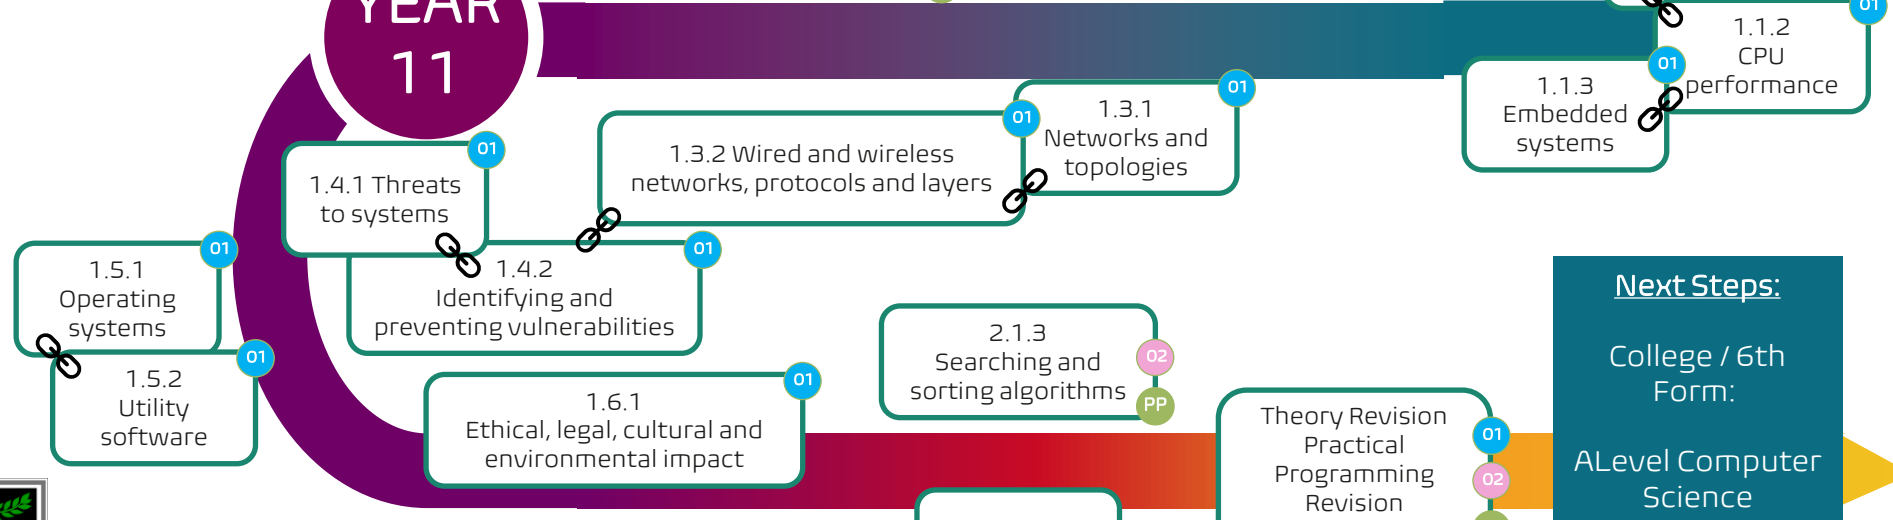 YEAR
11
01
1.1.2
CPU
performance
01
1.1.3
Embedded
systems
01
1.3.1
Networks and
topologies
01
1.3.2 Wired and wireless
networks, protocols and layers
01
1.4.1 Threats
to systems
01
1.4.2
Identifying and
preventing vulnerabilities
01
1.5.1
Operating
systems
01
1.5.2
Utility
software
01
1.6.1
Ethical, legal, cultural and
environmental impact
2.1.3
Searching and
sorting algorithms
02
PP
Theory Revision
Practical
Programming
Revision
01
02
Next Steps:
College / 6th
Form:
ALevel Computer
Science